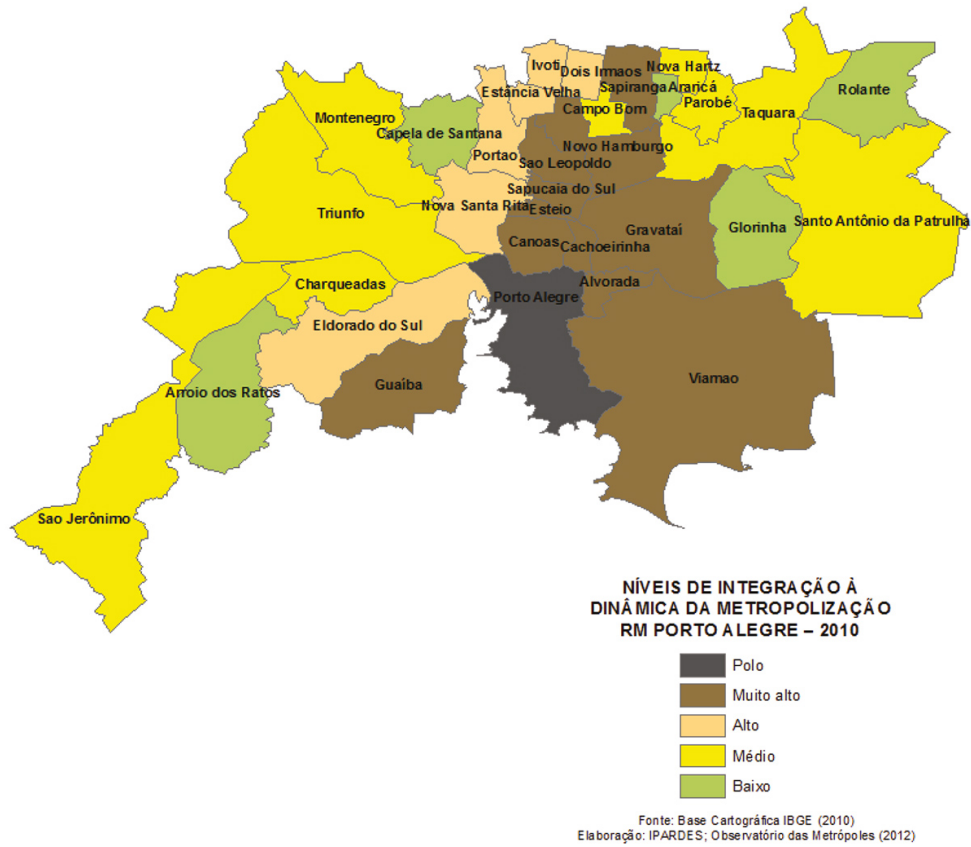 Ivoti
Dois Irmaos
Nova Hartz
Estância Velha
Sapiranga
Araricá
Rolante
Montenegro
Campo Bom
Parobé
Taquara
Capela de Santana
Portao
Novo Hamburgo
Sao Leopoldo
Sapucaia do Sul
Triunfo
Nova Santa Rita
Esteio
Glorinha
Santo Antônio da Patrulha
Gravataí
Canoas
Cachoeirinha
Charqueadas
Alvorada
Porto Alegre
Eldorado do Sul
Viamao
Guaíba
Arroio dos Ratos
Sao Jerônimo
NÍVEIS DE INTEGRAÇÃO À
DINÂMICA DA METROPOLIZAÇÃO
RM PORTO ALEGRE – 2010
Polo
Muito alto
Alto
Médio
Baixo
Fonte: Base Cartográfica IBGE (2010)
Elaboração: IPARDES; Observatório das Metrópoles (2012)